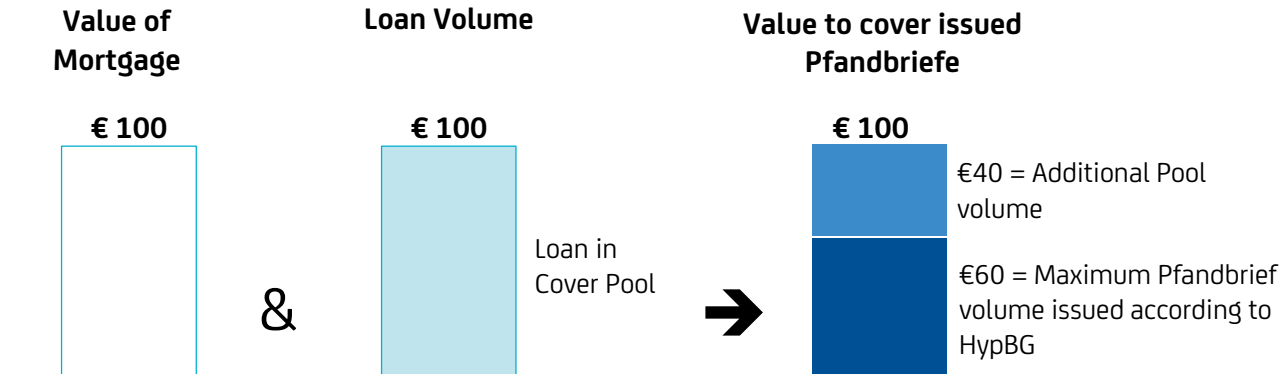 Value of
Mortgage
Loan Volume
Value to cover issued
Pfandbriefe
€ 100
€ 100
€ 100
€40 = Additional Pool
volume
Loan in
Cover Pool
&
➔
€60 = Maximum Pfandbrief
volume issued according to
HypBG